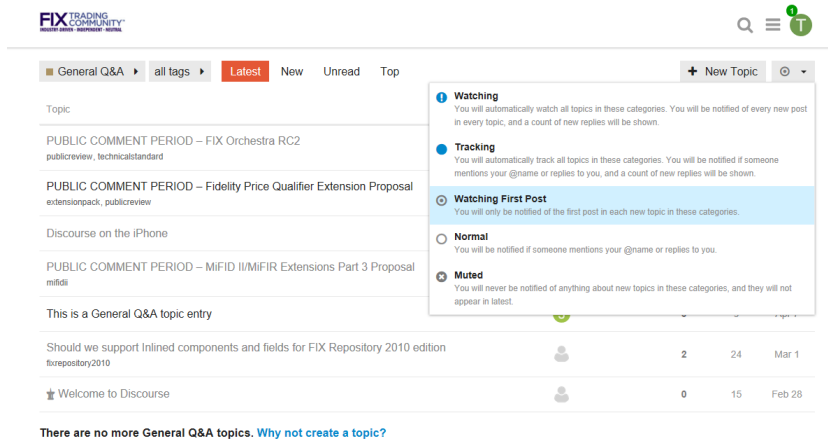 FIX TRADING COMMUNITY
INDUSTRY-DRIVEN - INDEPENDENT - NEUTRAL
1
T
General Q&A
all tags
Latest
New
Unread
Top
+ New Topic
Topic
Watching
You will automatically watch all topics in these categories. You will be notified of every new post
in every topic, and a count of new replies will be shown.
Tracking
You will automatically track all topics in these categories. You will be notified if someone
mentions your @name or replies to you, and a count of new replies will be shown.
Watching First Post
You will only be notified of the first post in each new topic in these categories.
Normal
You will be notified if someone mentions your @name or replies to you.
Muted
You will never be notified of anything about new topics in these categories, and they will not
appear in latest.
PUBLIC COMMENT PERIOD – FIX Orchestra RC2
publicreview, technicalstandard
PUBLIC COMMENT PERIOD – Fidelity Price Qualifier Extension Proposal
extensionpack, publicreview
Discourse on the iPhone
PUBLIC COMMENT PERIOD – MiFID II/MiFIR Extensions Part 3 Proposal
mifidii
This is a General Q&A topic entry
Should we support Inlined components and fields for FIX Repository 2010 edition
fixrepository2010
2 24 Mar 1
Welcome to Discourse
0 15 Feb 28
There are no more General Q&A topics. Why not create a topic?